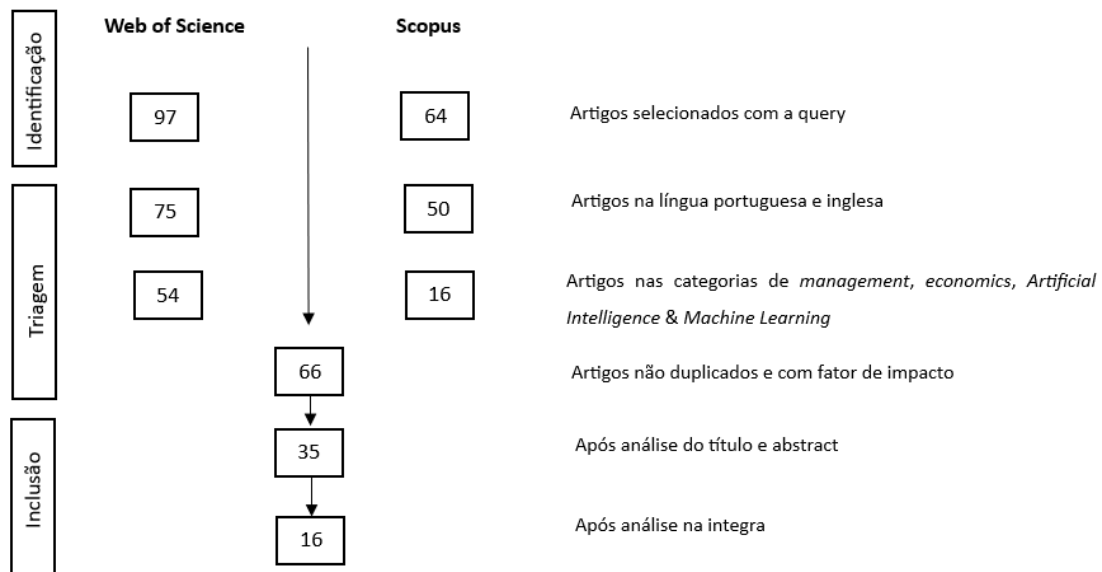 Web of Science
Scopus
Identificação
97
64
Artigos selecionados com a query
Triagem
75
50
Artigos na língua portuguesa e inglesa
54
16
Artigos nas categorias de management, economics, Artificial
Intelligence & Machine Learning
66
Artigos não duplicados e com fator de impacto
Inclusão
35
Após análise do título e abstract
16
Após análise na integra